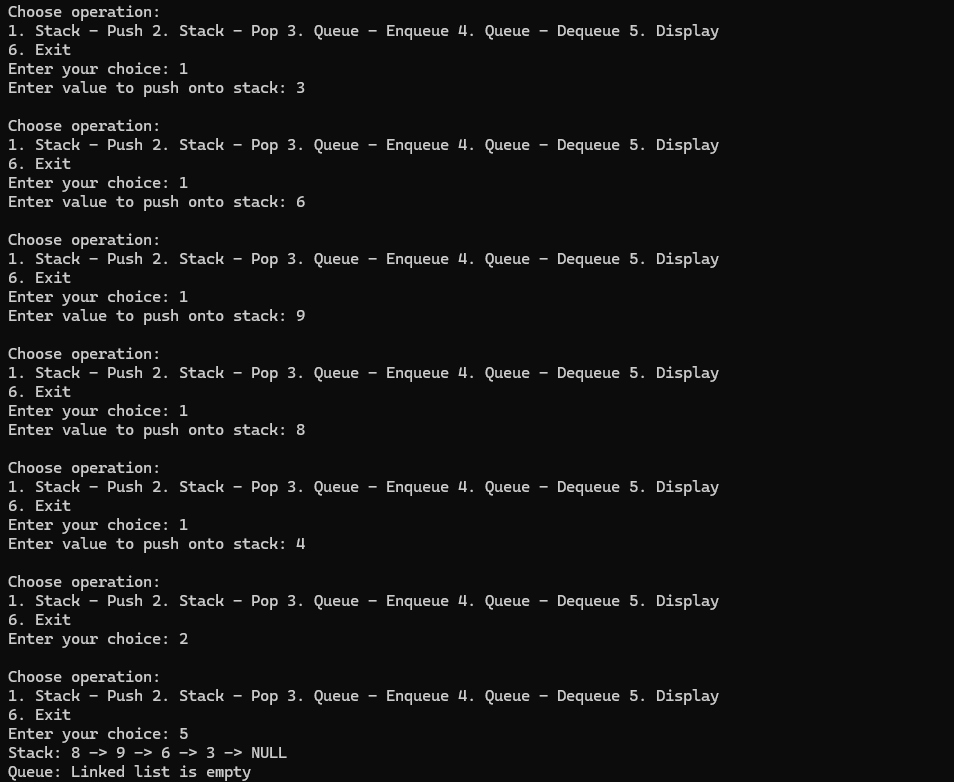 Choose operation:
1. Stack - Push 2. Stack - Pop 3. Queue - Enqueue 4. Queue - Dequeue 5. Display
6. Exit
Enter your choice: 1
Enter value to push onto stack: 3
Choose operation:
1. Stack - Push 2. Stack - Pop 3. Queue - Enqueue 4. Queue - Dequeue 5. Display
6. Exit
Enter your choice: 1
Enter value to push onto stack: 6
Choose operation:
1. Stack - Push 2. Stack - Pop 3. Queue - Enqueue 4. Queue - Dequeue 5. Display
6. Exit
Enter your choice: 1
Enter value to push onto stack: 9
Choose operation:
1. Stack - Push 2. Stack - Pop 3. Queue - Enqueue 4. Queue - Dequeue 5. Display
6. Exit
Enter your choice: 1
Enter value to push onto stack: 8
Choose operation:
1. Stack - Push 2. Stack - Pop 3. Queue - Enqueue 4. Queue - Dequeue 5. Display
6. Exit
Enter your choice: 1
Enter value to push onto stack: 4
Choose operation:
1. Stack - Push 2. Stack - Pop 3. Queue - Enqueue 4. Queue - Dequeue 5. Display
6. Exit
Enter your choice: 2
Choose operation:
1. Stack - Push 2. Stack - Pop 3. Queue - Enqueue 4. Queue - Dequeue 5. Display
6. Exit
Enter your choice: 5
Stack: 8 -> 9 -> 6 -> 3 -> NULL
Queue: Linked list is empty